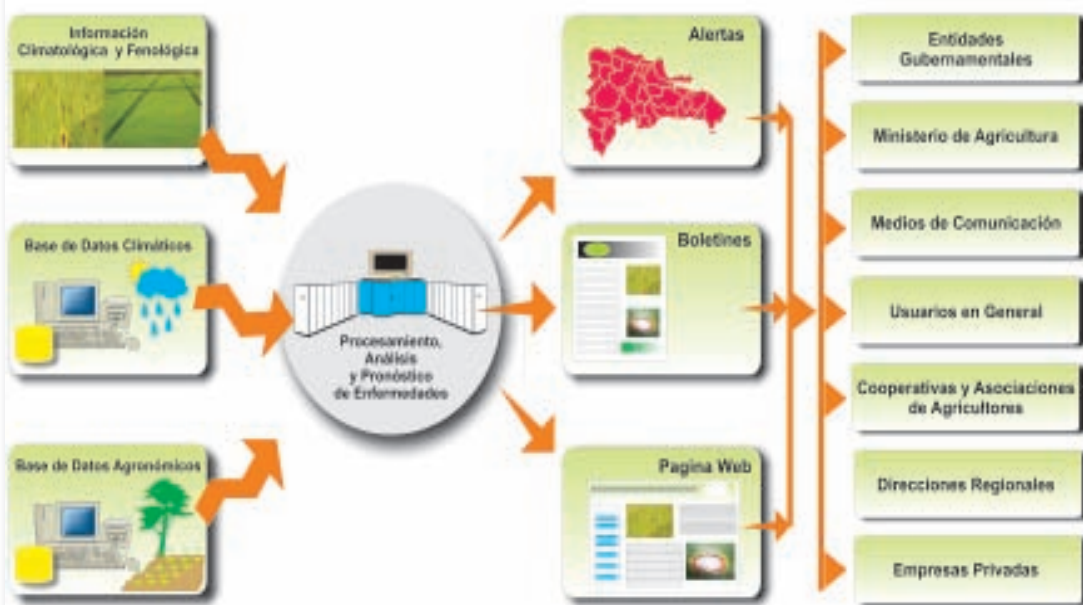 Información
Climatológica y Fenológica
Base de Datos Climáticos
Base de Datos Agronómicos
Procesamiento,
Análisis
y Pronóstico
de Enfermedades
Alertas
Boletines
Pagina Web
Entidades
Gubernamentales
Ministerio de Agricultura
Medios de Comunicación
Usuarios en General
Cooperativas y Asociaciones
de Agricultores
Direcciones Regionales
Empresas Privadas